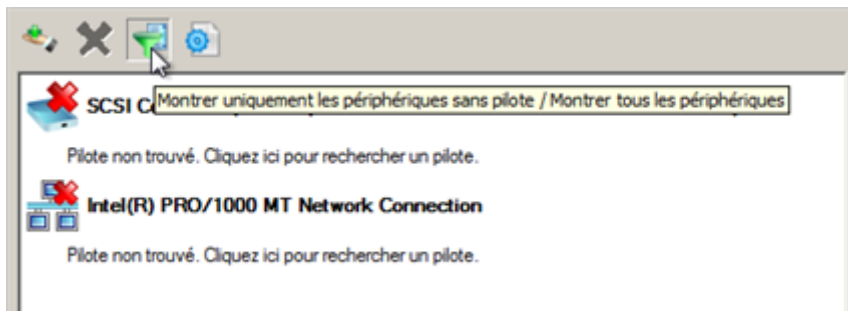 SCSI C
Montrer uniquement les périphériques sans pilote / Montrer tous les périphériques
Pilote non trouvé. Cliquez ici pour rechercher un pilote.
Intel(R) PRO/1000 MT Network Connection
Pilote non trouvé. Cliquez ici pour rechercher un pilote.